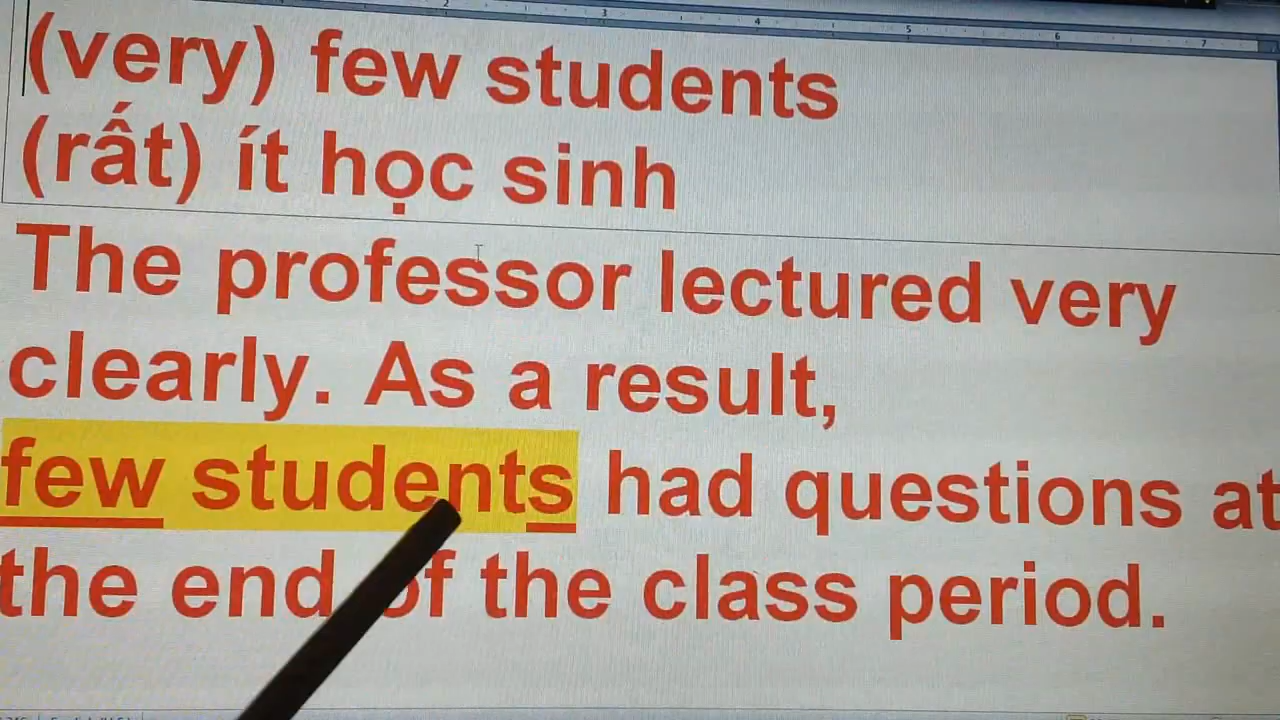 (very) few students
(rất) ít học sinh
The professor lectured very
clearly. As a result,
few students had questions at
the end of the class period.